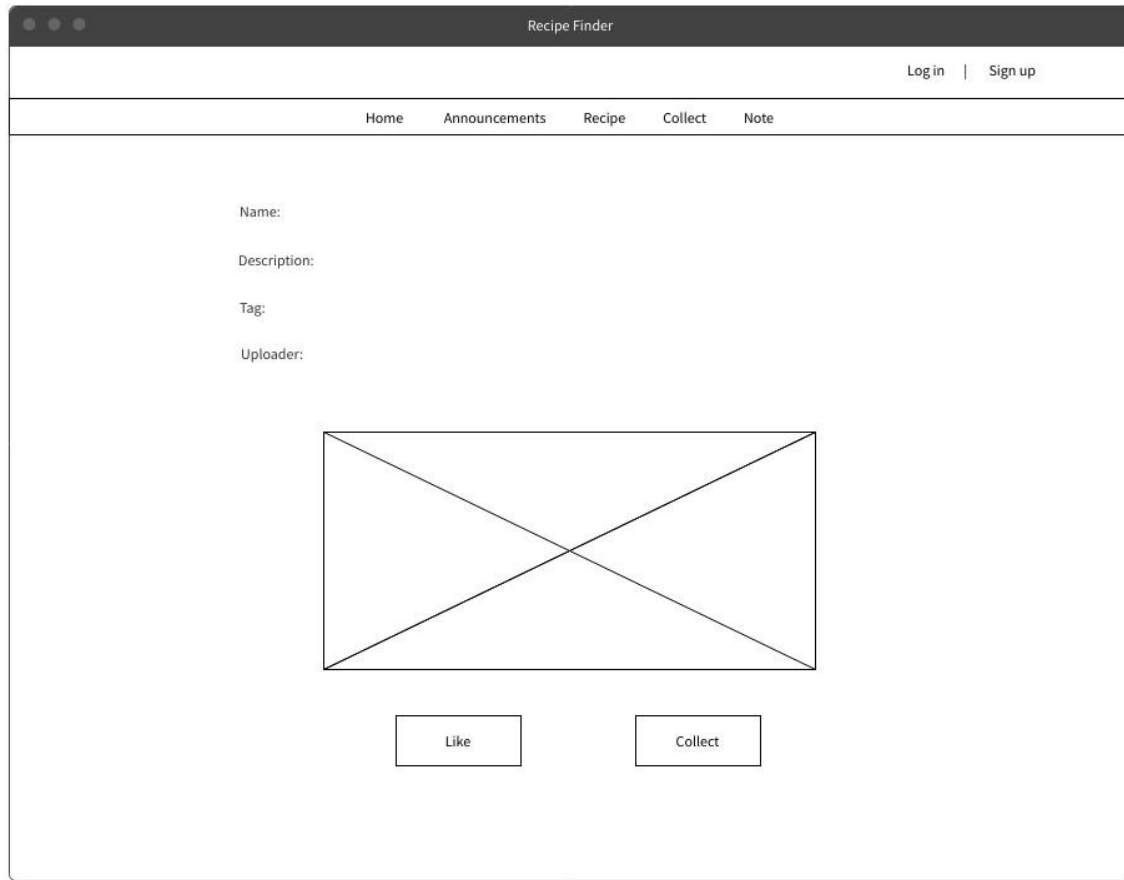 Recipe Finder
Log in | Sign up
Home Announcements Recipe Collect Note
Name:
Description:
Tag:
Uploader:
Like Collect